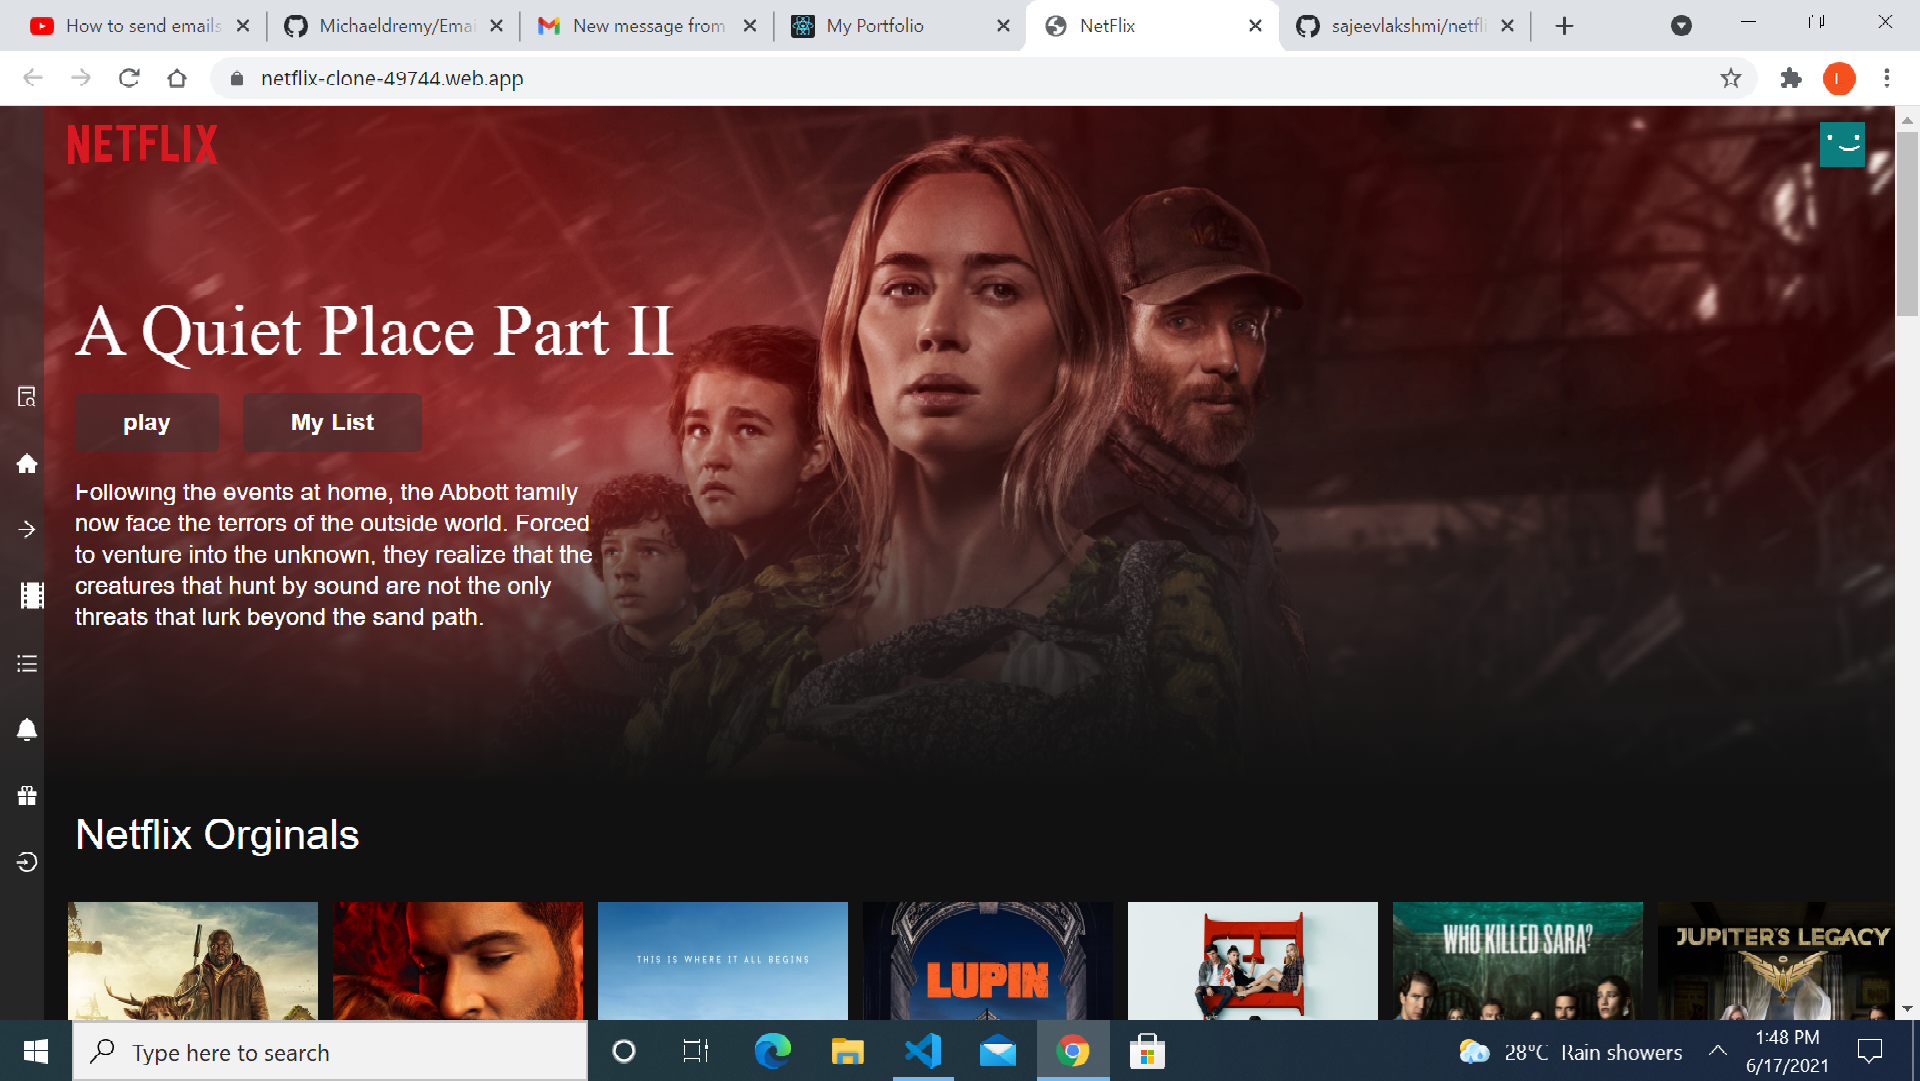 How to send emails
Michaeldremy/Emai
New message from
My Portfolio
NetFlix
sajeevlakshmi/netfli
netflix-clone-49744.web.app
I
NETFLIX
A Quiet Place Part II
play
My List
Following the events at home, the Abbott family
now face the terrors of the outside world. Forced
to venture into the unknown, they realize that the
creatures that hunt by sound are not the only
threats that lurk beyond the sand path.
Netflix Orginals
THIS IS WHERE IT ALL BEGINS
LUPIN
WHO KILLED SARA?
JUPITER'S LEGACY
Type here to search
28°C Rain showers
1:48 PM
6/17/2021